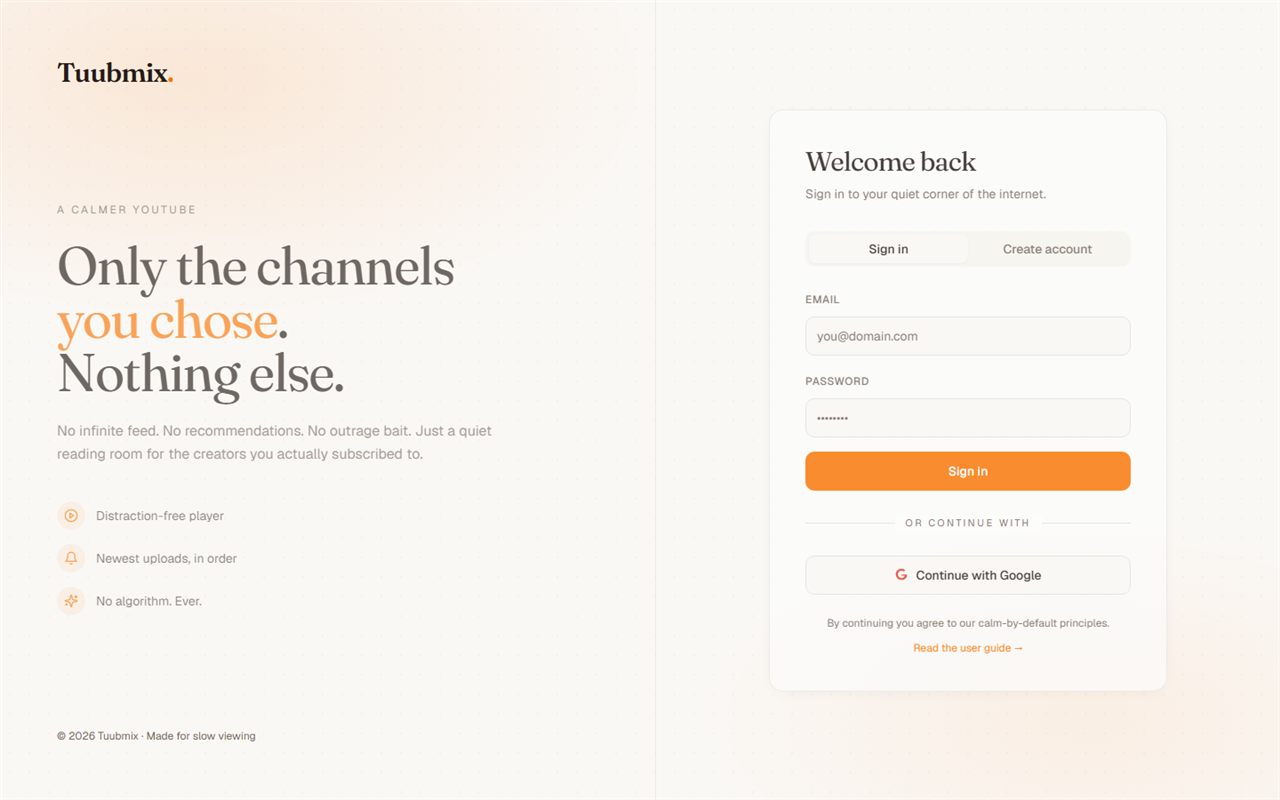 Tuubmix.
A CALMER YOUTUBE
Only the channels
you chose.
Nothing else.
No infinite feed. No recommendations. No outrage bait. Just a quiet
reading room for the creators you actually subscribed to.
Distraction-free player
Newest uploads, in order
No algorithm. Ever.
© 2026 Tuubmix · Made for slow viewing
Welcome back
Sign in to your quiet corner of the internet.
Sign in
Create account
EMAIL
you@domain.com
PASSWORD
••••••••
Sign in
OR CONTINUE WITH
Continue with Google
By continuing you agree to our calm-by-default principles.
Read the user guide →